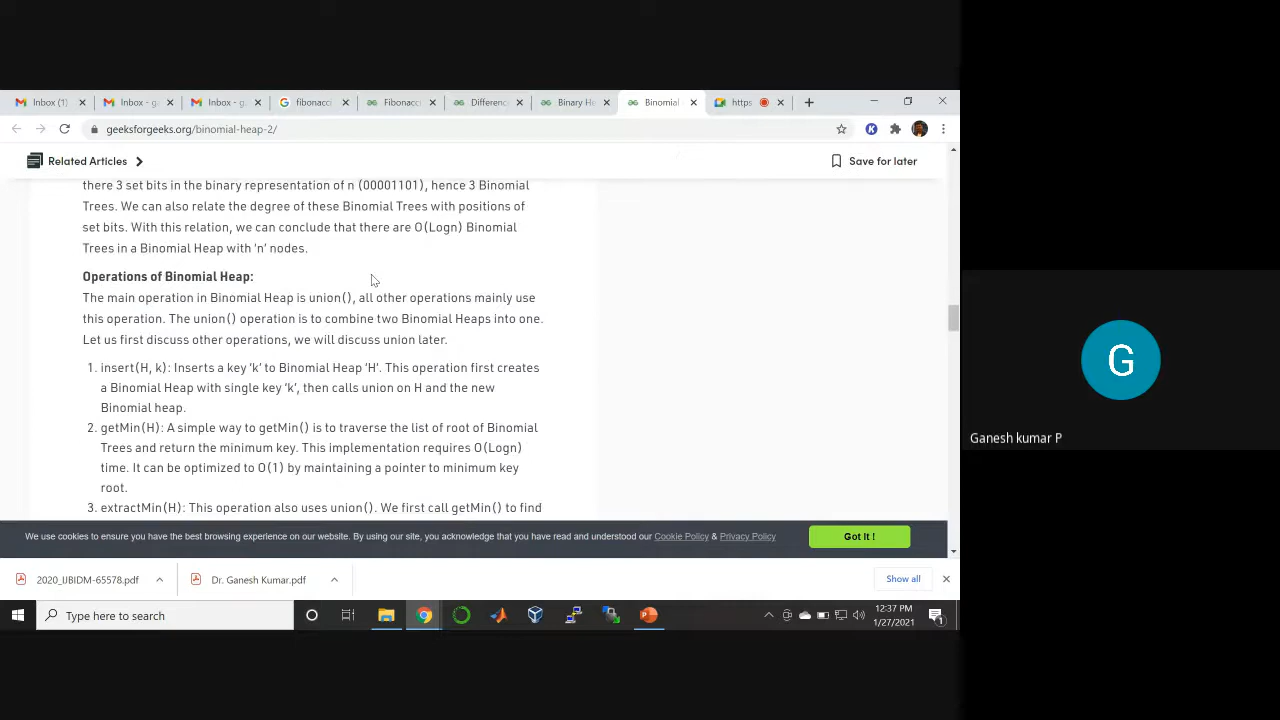 Inbox (1)
Inbox - ga
Inbox - g
fibonacci
Fibonacc
Differenc
Binary He
Binomial
https
geeksforgeeks.org/binomial-heap-2/
Related Articles
Save for later
there 3 set bits in the binary representation of n (00001101), hence 3 Binomial
Trees. We can also relate the degree of these Binomial Trees with positions of
set bits. With this relation, we can conclude that there are O(Logn) Binomial
Trees in a Binomial Heap with 'n' nodes.
Operations of Binomial Heap:
The main operation in Binomial Heap is union(), all other operations mainly use
this operation. The union() operation is to combine two Binomial Heaps into one.
Let us first discuss other operations, we will discuss union later.
1. insert(H, k): Inserts a key 'k' to Binomial Heap 'H'. This operation first creates
a Binomial Heap with single key 'k', then calls union on H and the new
Binomial heap.
2. getMin(H): A simple way to getMin() is to traverse the list of root of Binomial
Trees and return the minimum key. This implementation requires O(Logn)
time. It can be optimized to O(1) by maintaining a pointer to minimum key
root.
3. extractMin(H): This operation also uses union(). We first call getMin() to find
We use cookies to ensure you have the best browsing experience on our website. By using our site, you acknowledge that you have read and understood our Cookie Policy & Privacy Policy
Got It !
2020_IJBIDM-65578.pdf
Dr. Ganesh Kumar.pdf
Show all
Type here to search
12:37 PM
1/27/2021
1
G
Ganesh kumar P